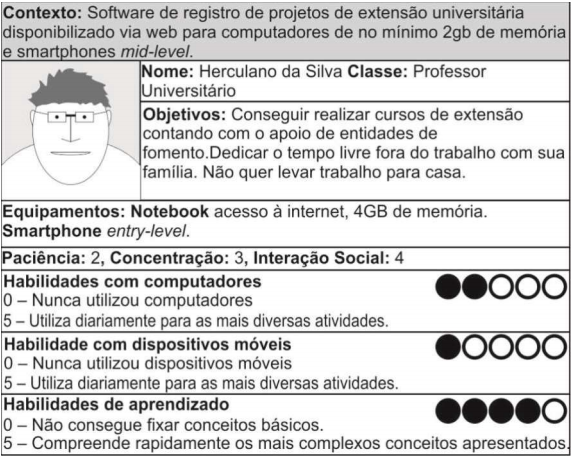 Contexto: Software de registro de projetos de extensão universitária
disponibilizado via web para computadores de no mínimo 2gb de memória
e smartphones mid-level.
Nome: Herculano da Silva Classe: Professor
Universitário
Objetivos: Conseguir realizar cursos de extensão
contando com o apoio de entidades de
fomento.Dedicar o tempo livre fora do trabalho com sua
família. Não quer levar trabalho para casa.
Equipamentos: Notebook acesso à internet, 4GB de memória.
Smartphone entry-level.
Paciência: 2, Concentração: 3, Interação Social: 4
Habilidades com computadores
0 – Nunca utilizou computadores
5 – Utiliza diariamente para as mais diversas atividades.
Habilidade com dispositivos móveis
0 – Nunca utilizou dispositivos móveis
5 – Utiliza diariamente para as mais diversas atividades.
Habilidades de aprendizado
0 – Não consegue fixar conceitos básicos.
5 – Compreende rapidamente os mais complexos conceitos apresentados.